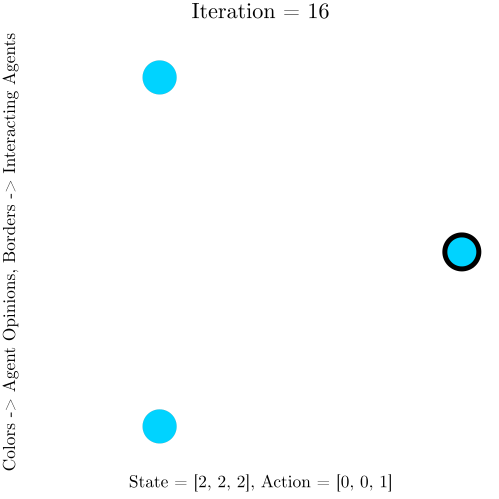 Iteration = 16
Colors -> Agent Opinions, Borders -> Interacting Agents
State = [2, 2, 2], Action = [0, 0, 1]